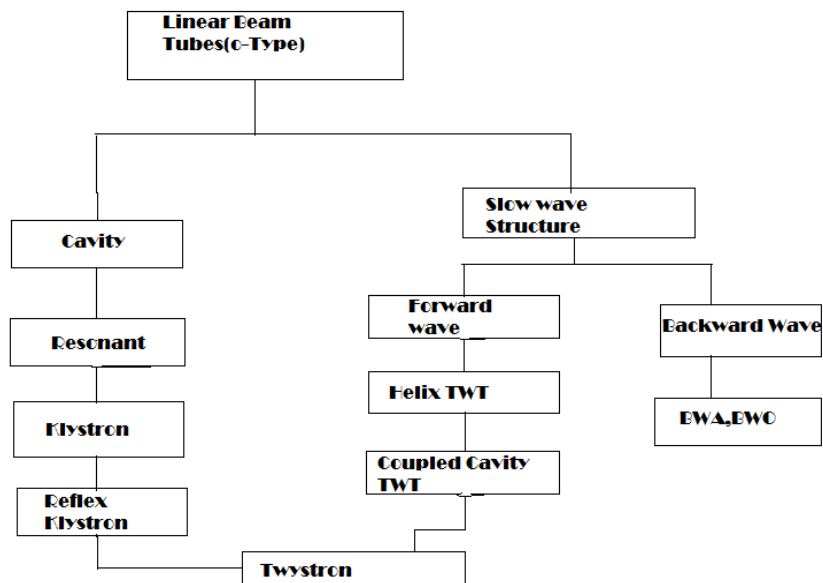 Linear Beam
Tubes(o-Type)
Slow wave
Structure
Cavity
Forward
wave
Backward Wave
Resonant
Helix TWT
Klystron
BWA,BWO
Coupled Cavity
TWT
Reflex
Klystron
Twystron